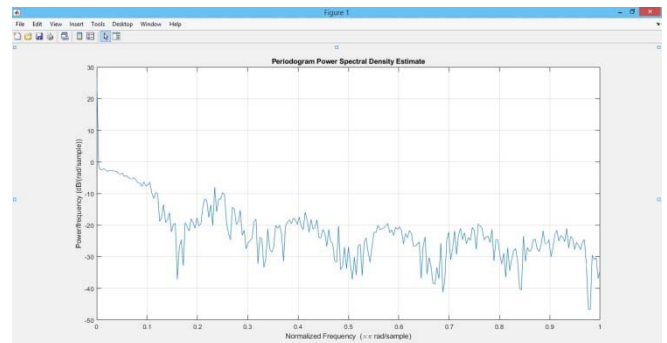 Figure 1
File Edit View Insert Tools Desktop Window Help
Periodogram Power Spectral Density Estimate
Power/frequency (dB/(rad/sample))
30
20
10
0
-10
-20
-30
-40
-50
0 0.1 0.2 0.3 0.4 0.5 0.6 0.7 0.8 0.9 1
Normalized Frequency (×π rad/sample)